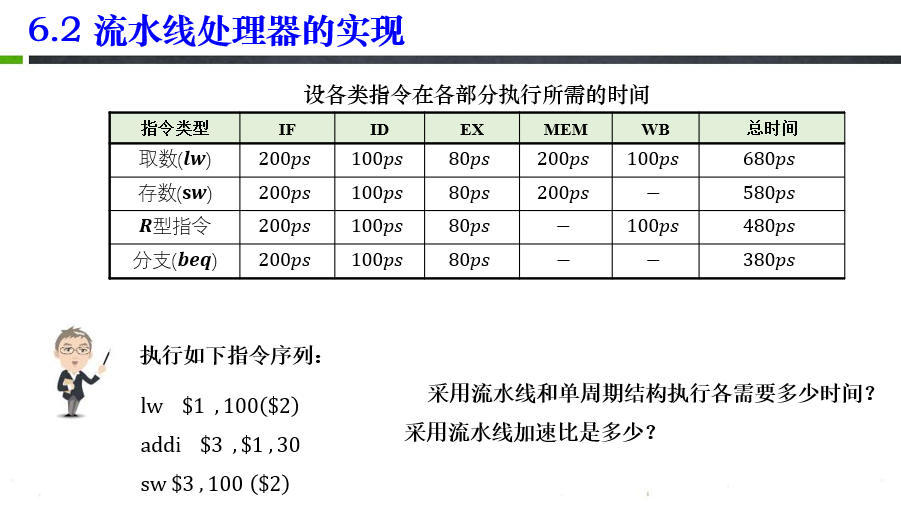 6.2 流水线处理器的实现
设各类指令在各部分执行所需的时间
指令类型 IF ID EX MEM WB 总时间
取数(lw) 200ps 100ps 80ps 200ps 100ps 680ps
存数(sw) 200ps 100ps 80ps 200ps － 580ps
R型指令 200ps 100ps 80ps － 100ps 480ps
分支(beq) 200ps 100ps 80ps － － 380ps
执行如下指令序列：
lw $1 , 100($2)
addi $3 , $1 , 30
sw $3 , 100 ($2)
采用流水线和单周期结构执行各需要多少时间？
采用流水线加速比是多少？